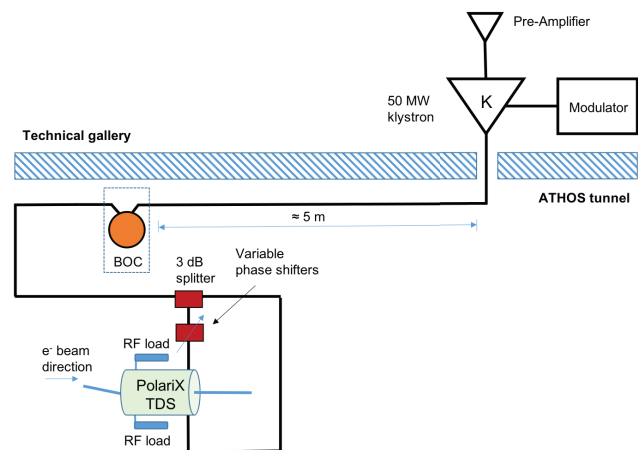 Pre-Amplifier
50 MW
klystron
K
Modulator
Technical gallery
ATHOS tunnel
≈ 5 m
BOC
3 dB
splitter
Variable
phase shifters
RF load
e- beam
direction
PolariX
TDS
RF load